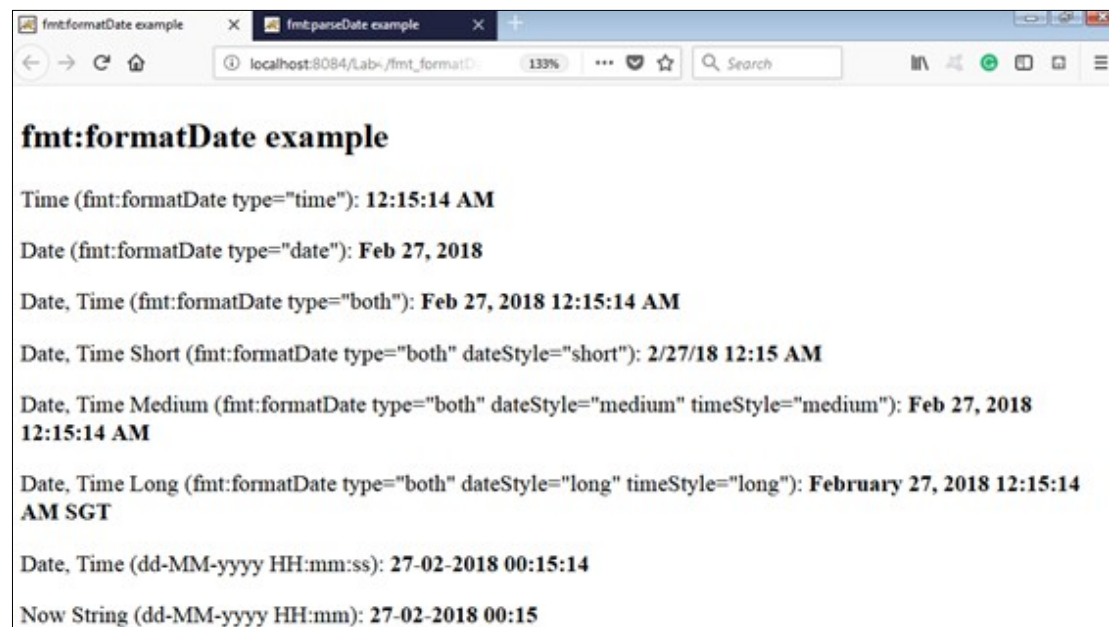 fmt:formatDate example
fmt:parseDate example
localhost:8084/Lab
/fmt_formatD
133%
Search
fmt:formatDate example
Time (fmt:formatDate type="time"): 12:15:14 AM
Date (fmt:formatDate type="date"): Feb 27, 2018
Date, Time (fmt:formatDate type="both"): Feb 27, 2018 12:15:14 AM
Date, Time Short (fmt:formatDate type="both" dateStyle="short"): 2/27/18 12:15 AM
Date, Time Medium (fmt:formatDate type="both" dateStyle="medium" timeStyle="medium"): Feb 27, 2018
12:15:14 AM
Date, Time Long (fmt:formatDate type="both" dateStyle="long" timeStyle="long"): February 27, 2018 12:15:14
AM SGT
Date, Time (dd-MM-yyyy HH:mm:ss): 27-02-2018 00:15:14
Now String (dd-MM-yyyy HH:mm): 27-02-2018 00:15